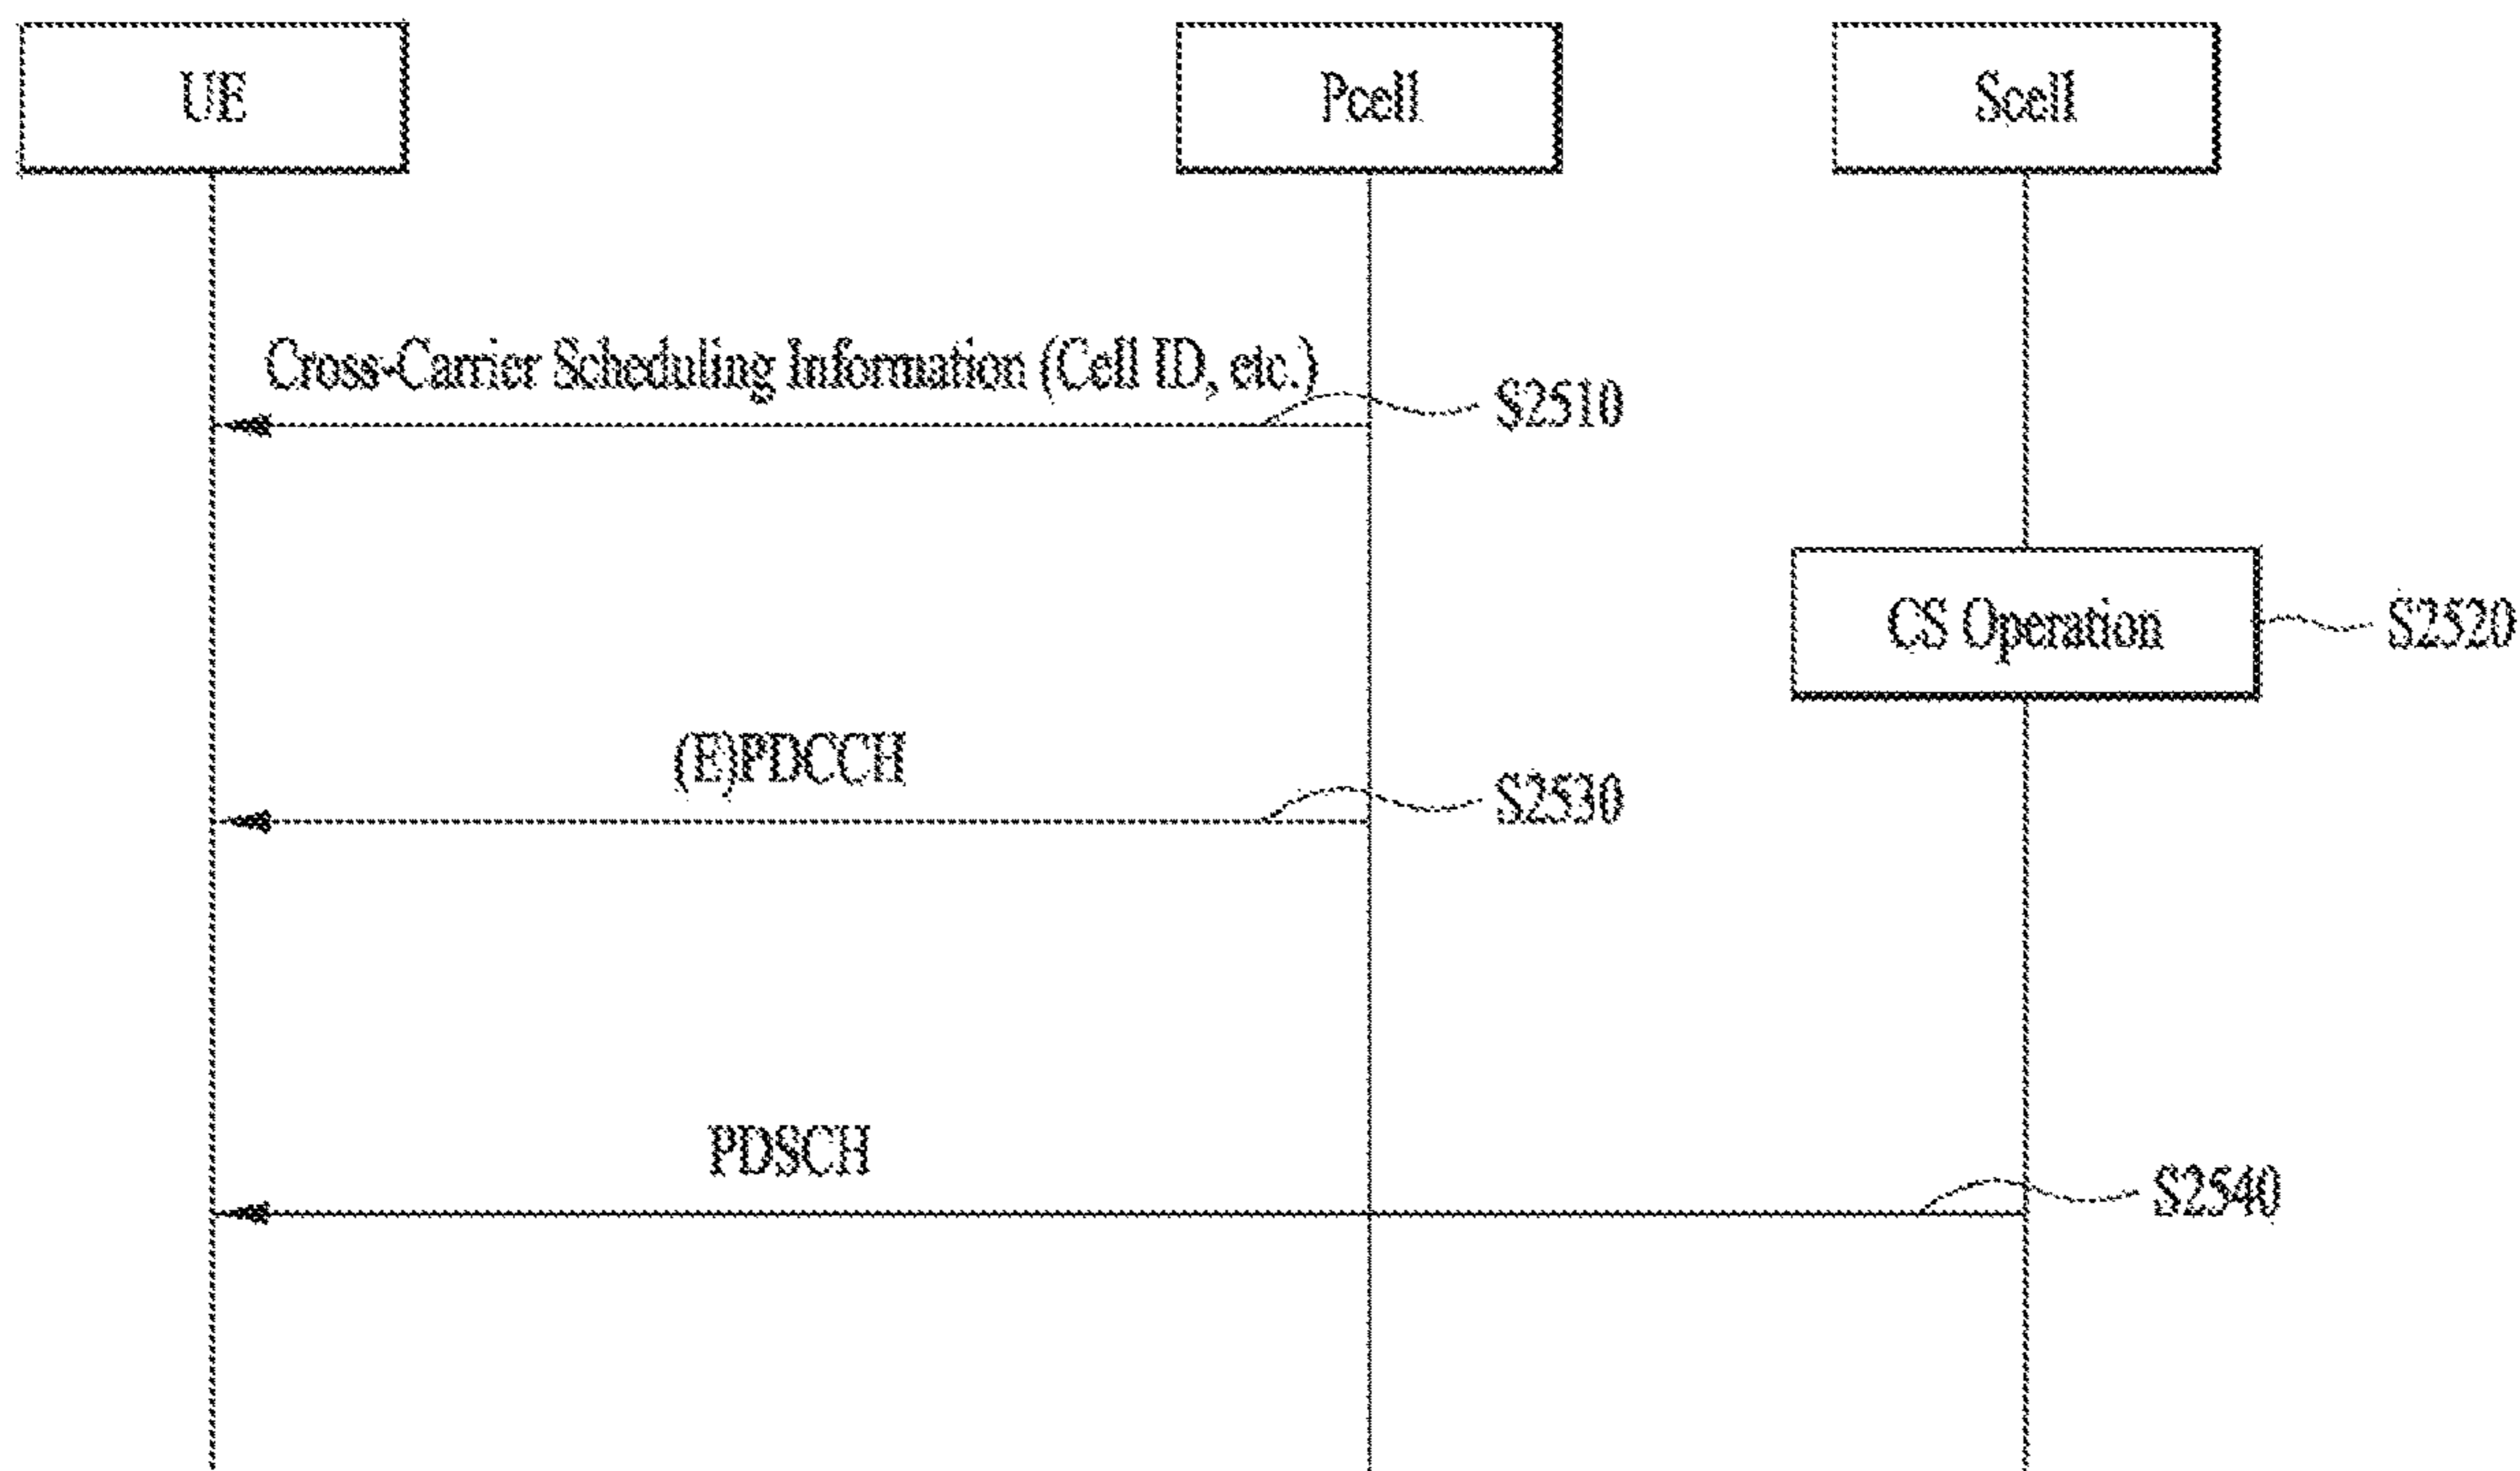 UE
Pcell
Scell
Cross-Carrier Scheduling Information (Cell ID, etc.)
S2510
CS Operation
S2520
(E)PDCCH
S2530
PDSCH
S2540